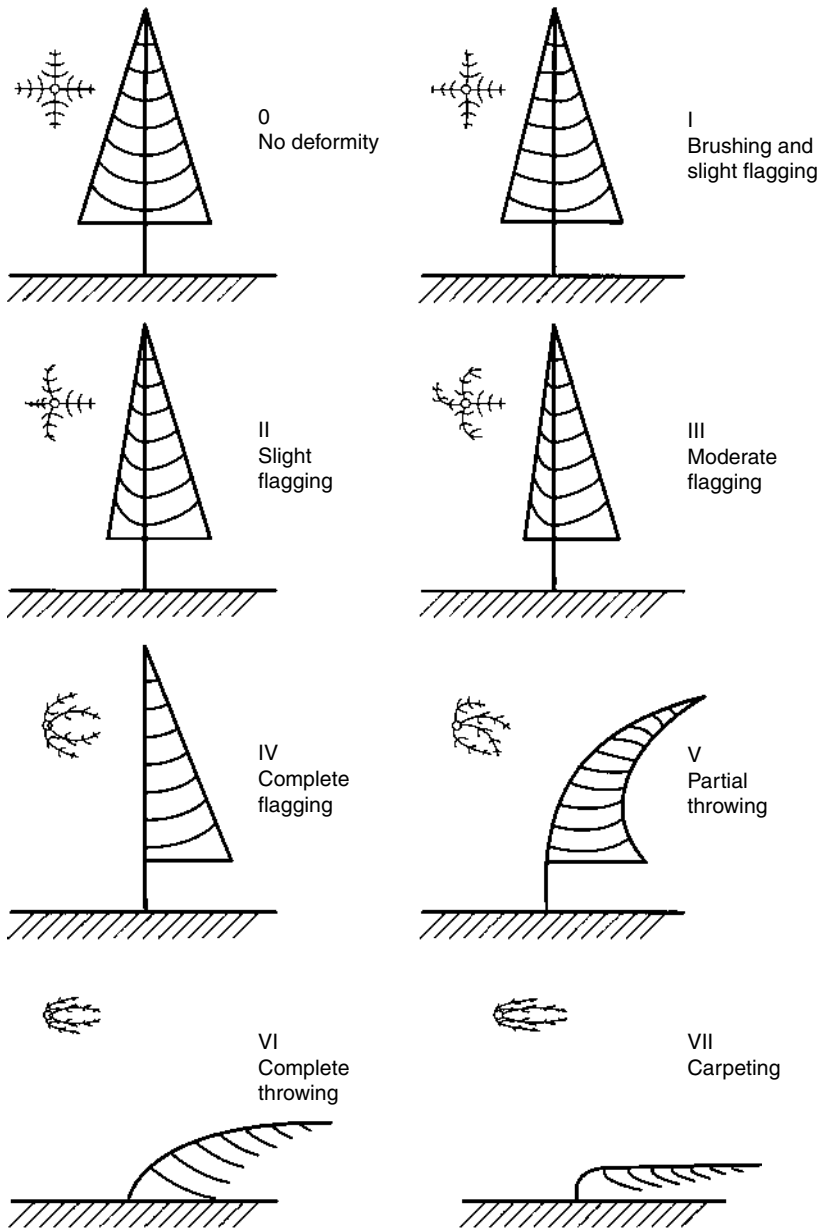 0
No deformity
I
Brushing and
slight flagging
II
Slight
flagging
III
Moderate
flagging
IV
Complete
flagging
V
Partial
throwing
VI
Complete
throwing
VII
Carpeting